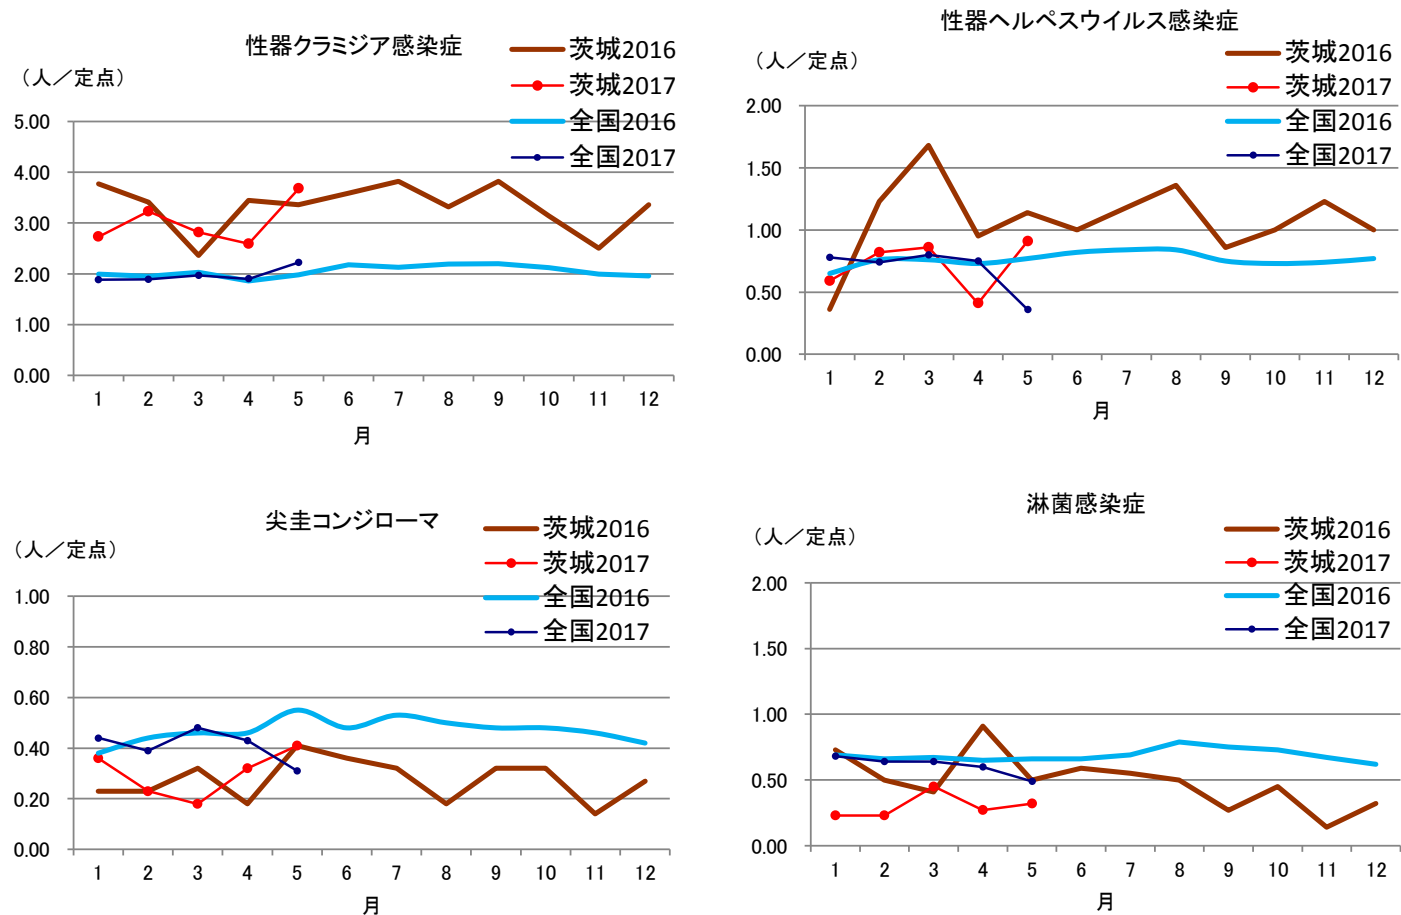 性器クラミジア感染症
（人／定点）
茨城2016
茨城2017
全国2016
全国2017
5.00
4.00
3.00
2.00
1.00
0.00
1 2 3 4 5 6 7 8 9 10 11 12
月
性器ヘルペスウイルス感染症
（人／定点）
茨城2016
茨城2017
全国2016
全国2017
2.00
1.50
1.00
0.50
0.00
1 2 3 4 5 6 7 8 9 10 11 12
月
尖圭コンジローマ
（人／定点）
茨城2016
茨城2017
全国2016
全国2017
1.00
0.80
0.60
0.40
0.20
0.00
1 2 3 4 5 6 7 8 9 10 11 12
月
淋菌感染症
（人／定点）
茨城2016
茨城2017
全国2016
全国2017
2.00
1.50
1.00
0.50
0.00
1 2 3 4 5 6 7 8 9 10 11 12
月